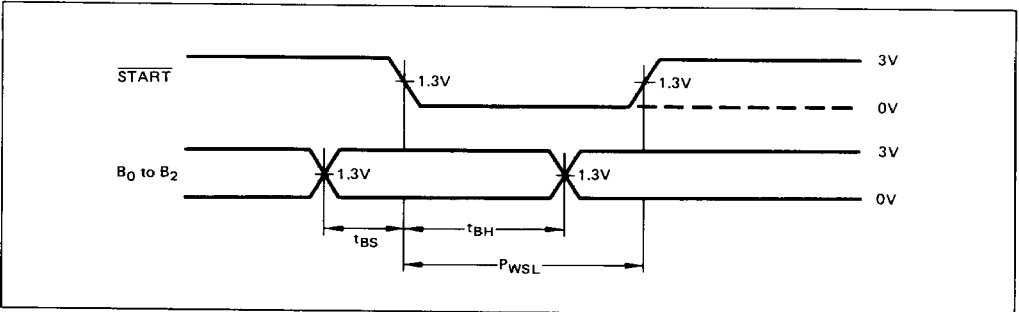 START
1.3V
1.3V
3V
0V
B0 to B2
1.3V
1.3V
3V
0V
tBS
tBH
PWSL